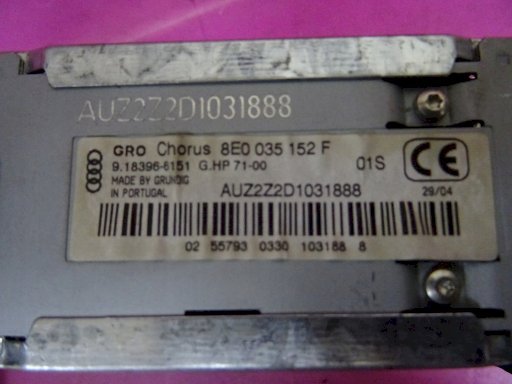 AUZ2Z2D1031888
GRO Chorus 8E0 035 152 F
9.18396-6151 G.HP 71-00 01S
MADE BY GRUNDIG
IN PORTUGAL
AUZ2Z2D1031888
CE
29/04
02 55793 0330 103188 8